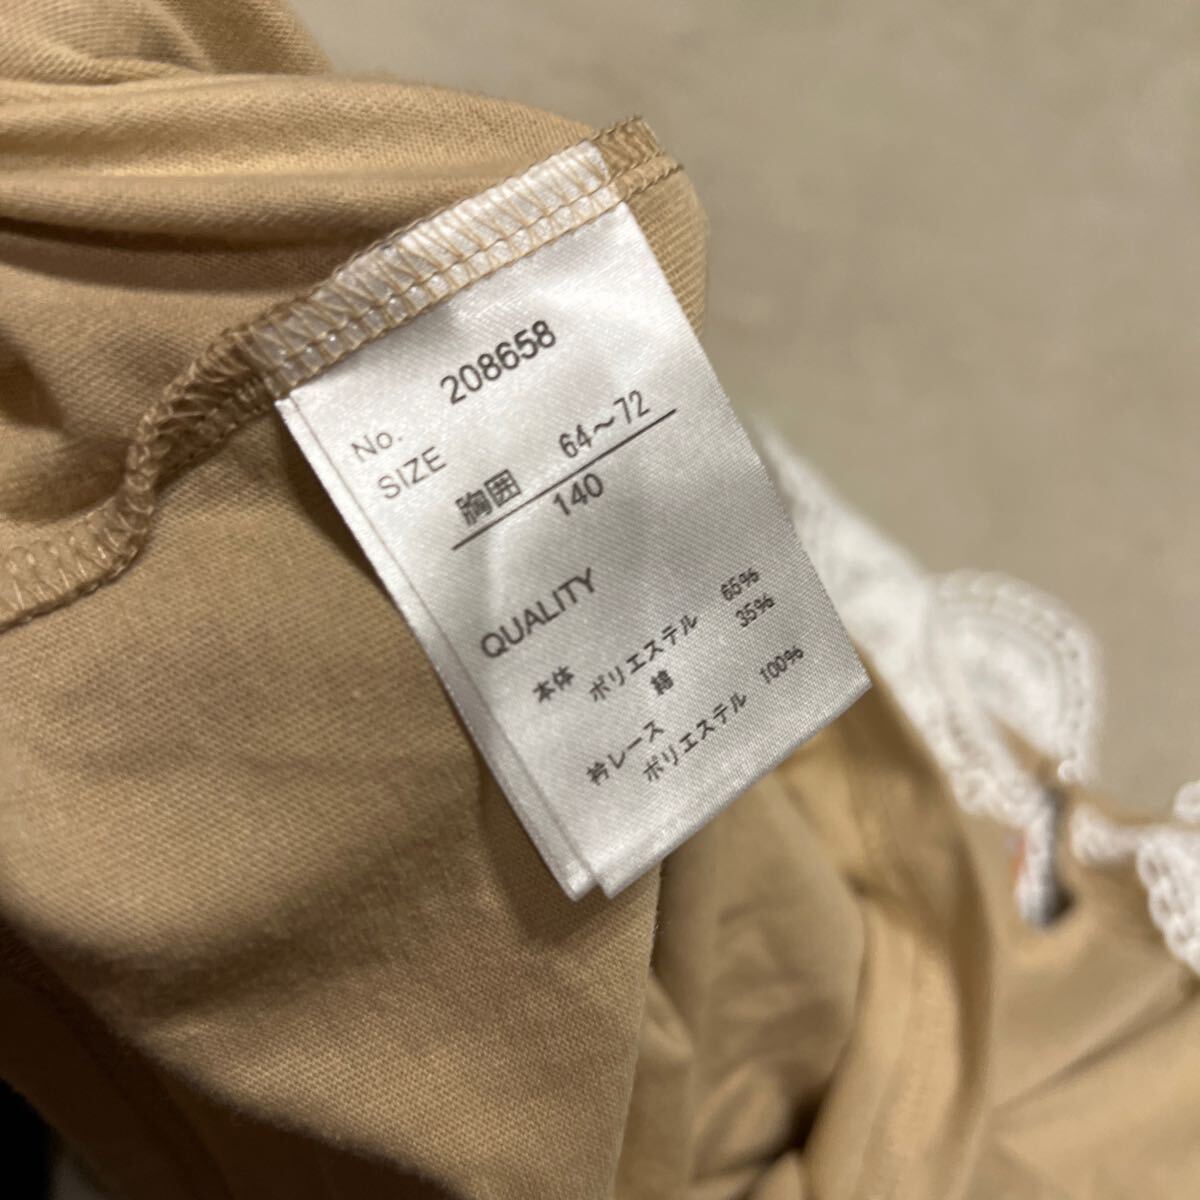 No. 208658
SIZE 胸囲 64～72
140
QUALITY
本体 ポリエステル 65%
綿 35%
衿レース
ポリエステル 100%